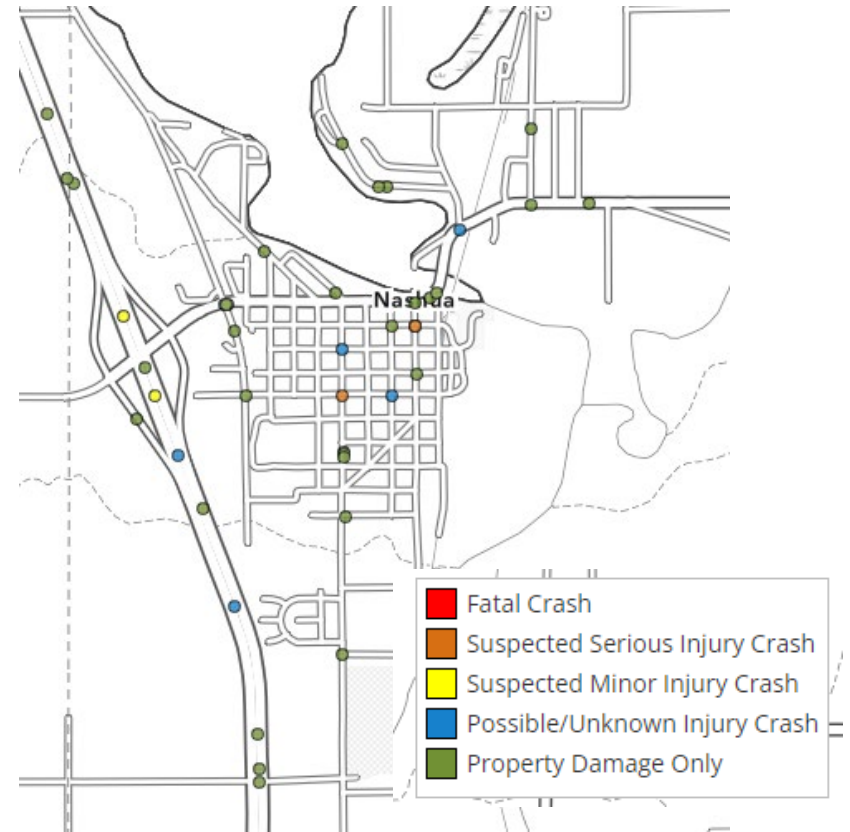 Nashua
Fatal Crash
Suspected Serious Injury Crash
Suspected Minor Injury Crash
Possible/Unknown Injury Crash
Property Damage Only